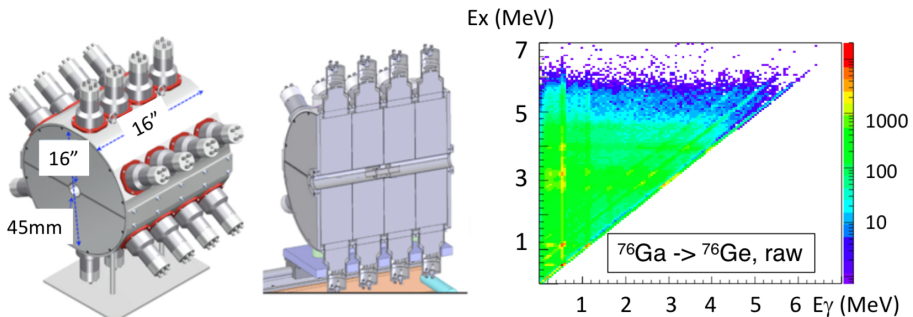 16”
16”
45mm
Ex (MeV)
7
5
3
1
1000
100
10
⁷⁶Ga -> ⁷⁶Ge, raw
1 2 3 4 5 6 Eγ (MeV)